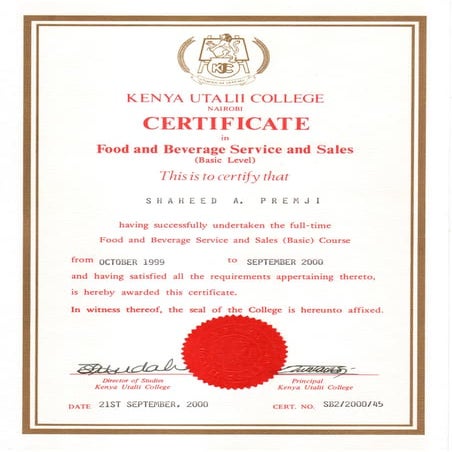 KENYA UTALII COLLEGE
NAIROBI
CERTIFICATE
in
Food and Beverage Service and Sales
(Basic Level)
This is to certify that
SHAHEED A. PREMJI
having successfully undertaken the full-time
Food and Beverage Service and Sales (Basic) Course
from OCTOBER 1999 to SEPTEMBER 2000
and having satisfied all the requirements appertaining thereto,
is hereby awarded this certificate.
In witness thereof, the seal of the College is hereunto affixed.
Director of Studies
Kenya Utalii College
Principal
Kenya Utalii College
DATE 21ST SEPTEMBER, 2000 CERT. NO. SB2/2000/45